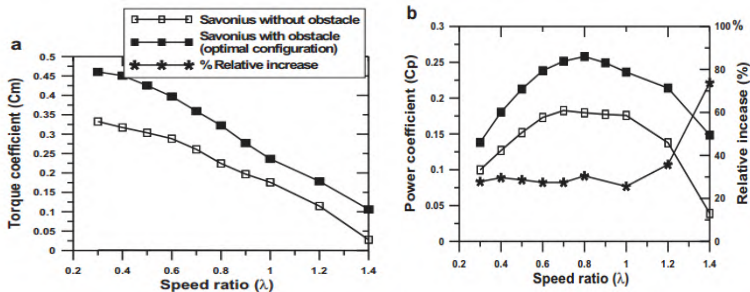 a
Savonius without obstacle
Savonius with obstacle
(optimal configuration)
% Relative increase
Torque coefficient (Cm)
0.5
0.45
0.4
0.35
0.3
0.25
0.2
0.15
0.1
0.05
0
0.2 0.4 0.6 0.8 1.0 1.2 1.4
Speed ratio (λ)
b
Power coefficient (Cp)
0.3
0.25
0.2
0.15
0.1
0.05
0
0.2 0.4 0.6 0.8 1.0 1.2 1.4
Speed ratio (λ)
100%
80
60
40
20
0
Relative increase (%)